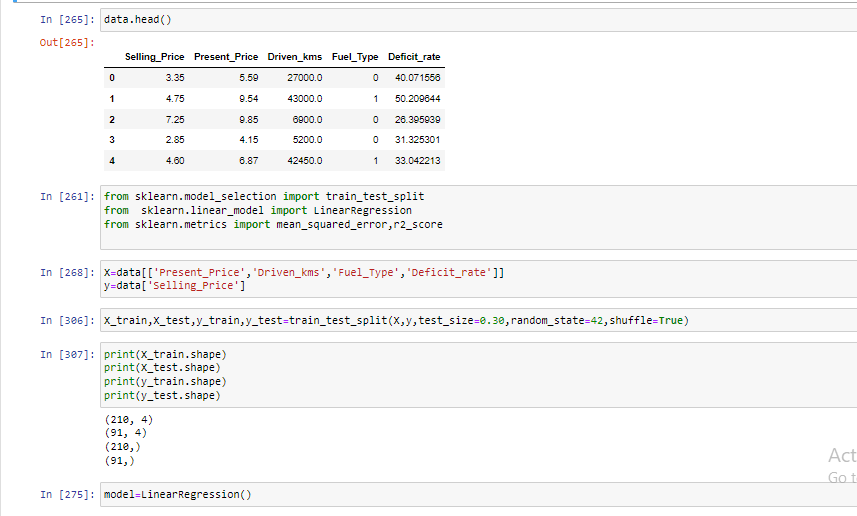 In [265]: data.head()
Out[265]:
Selling_Price Present_Price Driven_kms Fuel_Type Deficit_rate
0 3.35 5.59 27000.0 0 40.071556
1 4.75 9.54 43000.0 1 50.209644
2 7.25 9.85 6900.0 0 26.395939
3 2.85 4.15 5200.0 0 31.325301
4 4.60 6.87 42450.0 1 33.042213
In [261]: from sklearn.model_selection import train_test_split
from  sklearn.linear_model import LinearRegression
from sklearn.metrics import mean_squared_error,r2_score
In [268]: X=data[['Present_Price','Driven_kms','Fuel_Type','Deficit_rate']]
y=data['Selling_Price']
In [306]: X_train,X_test,y_train,y_test=train_test_split(X,y,test_size=0.30,random_state=42,shuffle=True)
In [307]: print(X_train.shape)
print(X_test.shape)
print(y_train.shape)
print(y_test.shape)
(210, 4)
(91, 4)
(210,)
(91,)
Act
Go t
In [275]: model=LinearRegression()